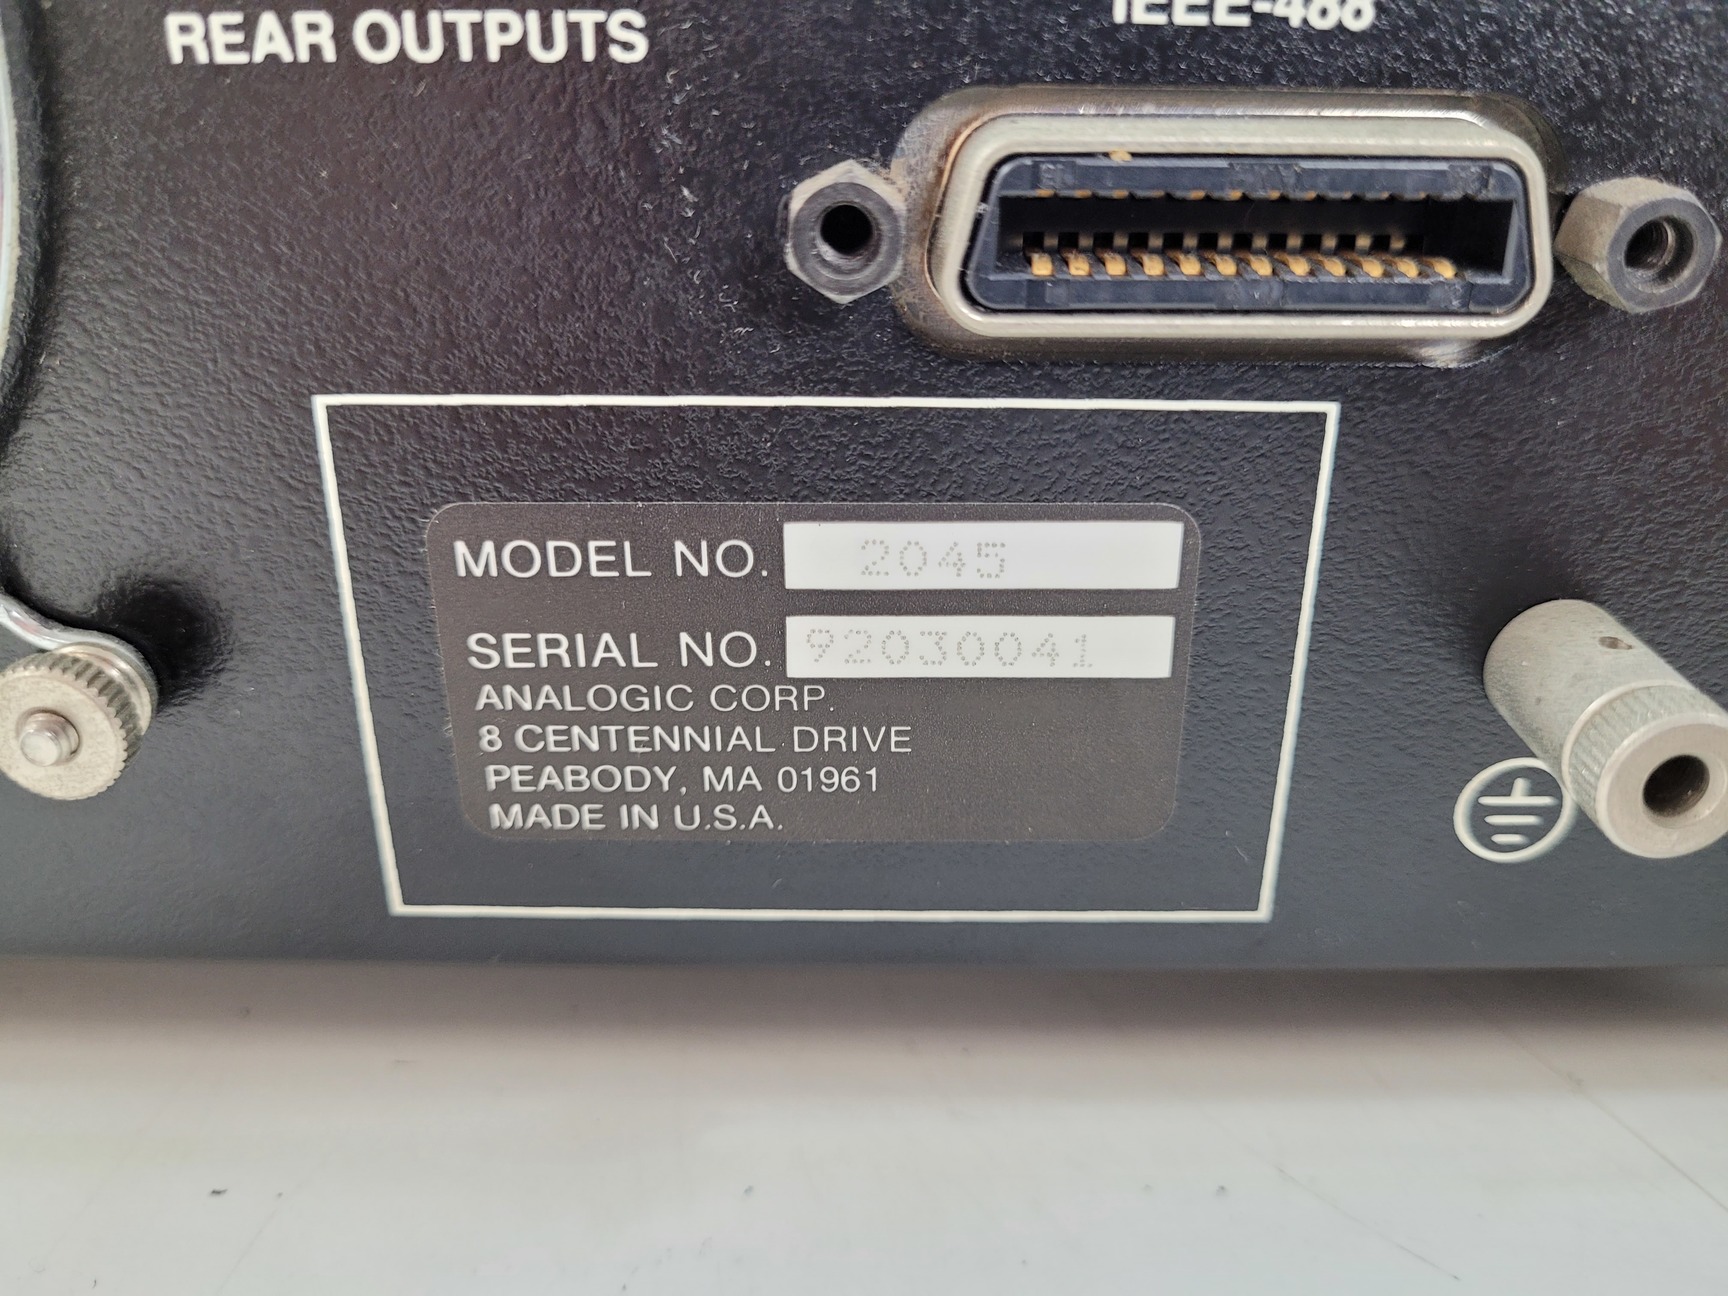 REAR OUTPUTS
IEEE-488
MODEL NO. 2045
SERIAL NO. 92030041
ANALOGIC CORP.
8 CENTENNIAL DRIVE
PEABODY, MA 01961
MADE IN U.S.A.